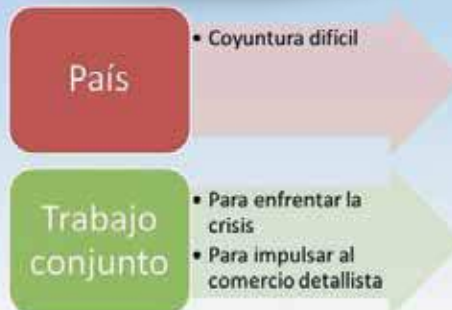 País
• Coyuntura difícil
Trabajo
conjunto
• Para enfrentar la
crisis
• Para impulsar al
comercio detallista